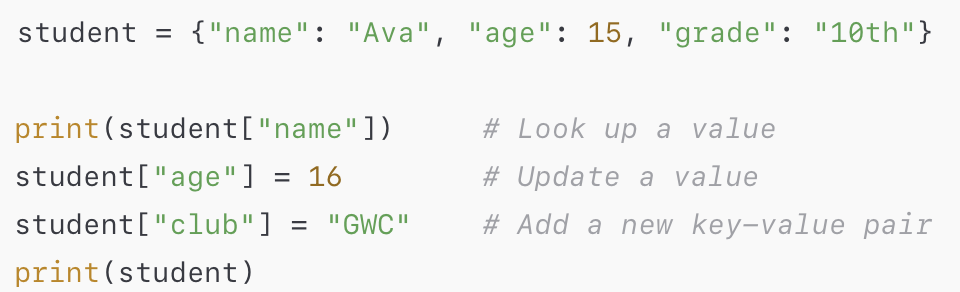 student = {"name": "Ava", "age": 15, "grade": "10th"}
print(student["name"])     # Look up a value
student["age"] = 16        # Update a value
student["club"] = "GWC"    # Add a new key-value pair
print(student)